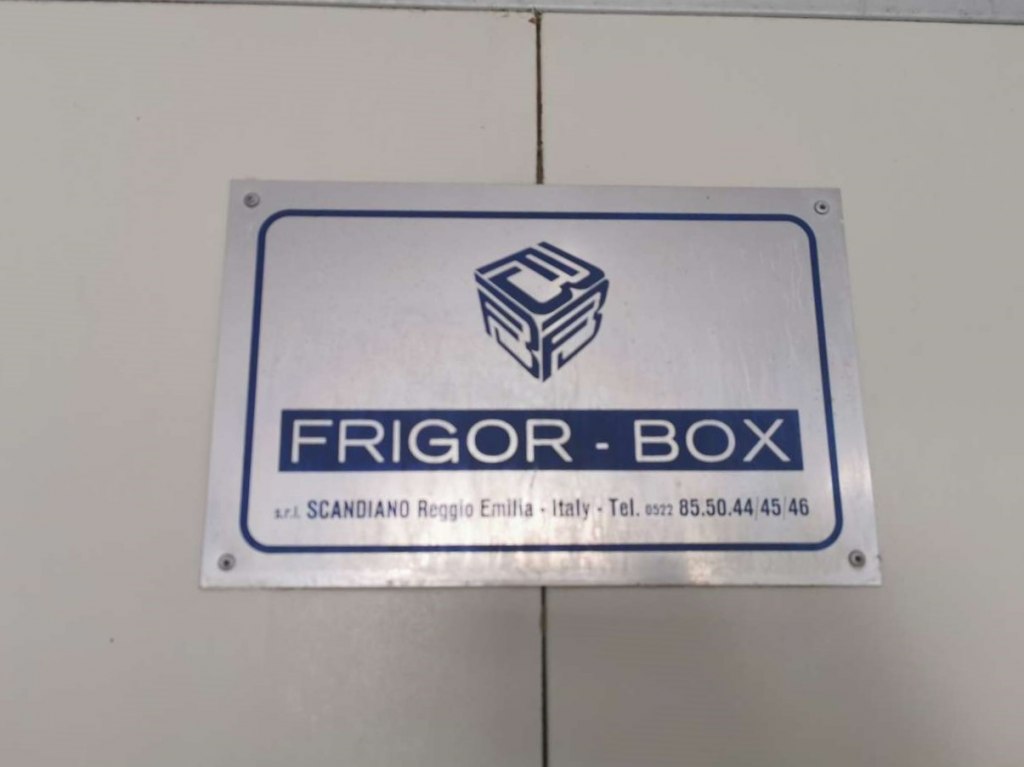 FRIGOR - BOX
s.r.l. SCANDIANO Reggio Emilia - Italy - Tel. 0522 85.50.44/45/46